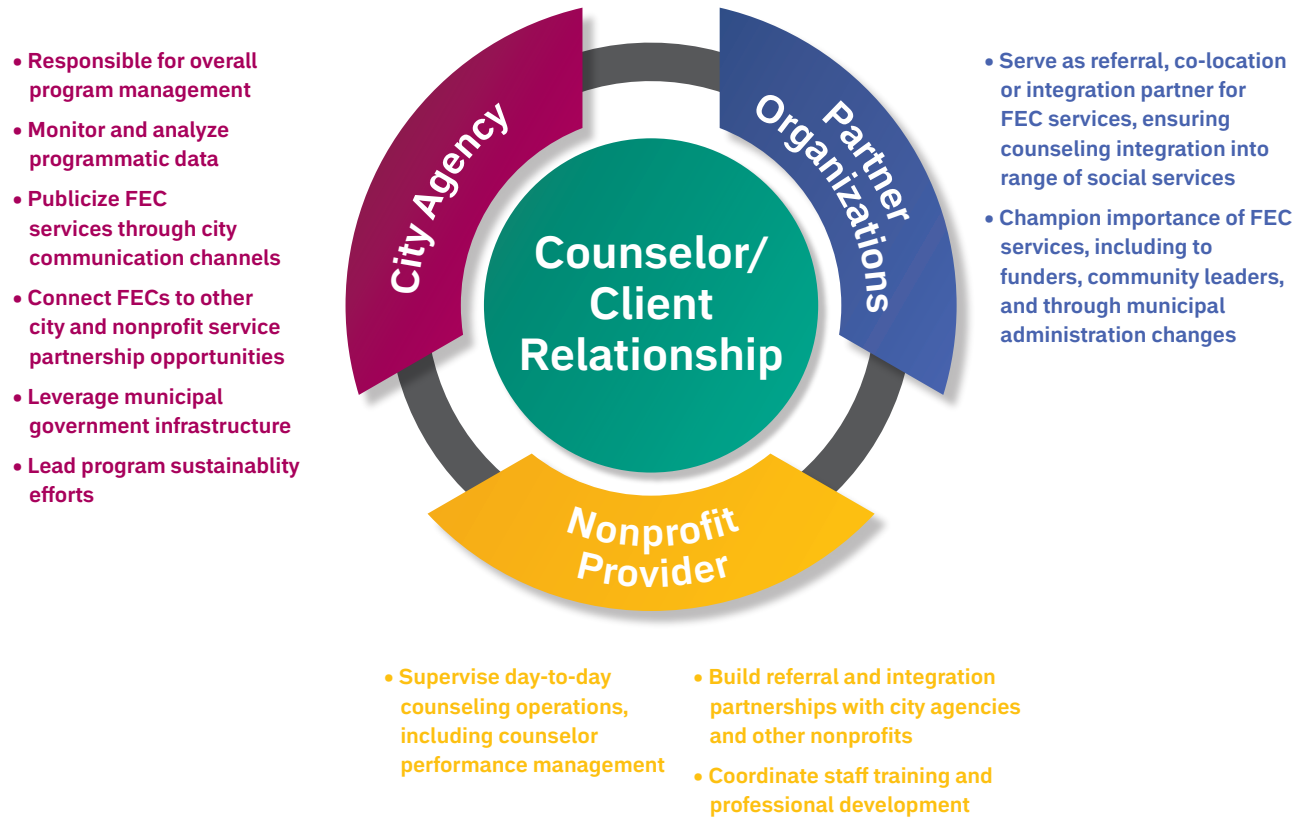 • Responsible for overall
program management
• Monitor and analyze
programmatic data
• Publicize FEC
services through city
communication channels
• Connect FECs to other
city and nonprofit service
partnership opportunities
• Leverage municipal
government infrastructure
• Lead program sustainablity
efforts
City Agency
Counselor/
Client
Relationship
Partner
Organizations
• Serve as referral, co-location
or integration partner for
FEC services, ensuring
counseling integration into
range of social services
• Champion importance of FEC
services, including to
funders, community leaders,
and through municipal
administration changes
Nonprofit
Provider
• Supervise day-to-day
counseling operations,
including counselor
performance management
• Build referral and integration
partnerships with city agencies
and other nonprofits
• Coordinate staff training and
professional development